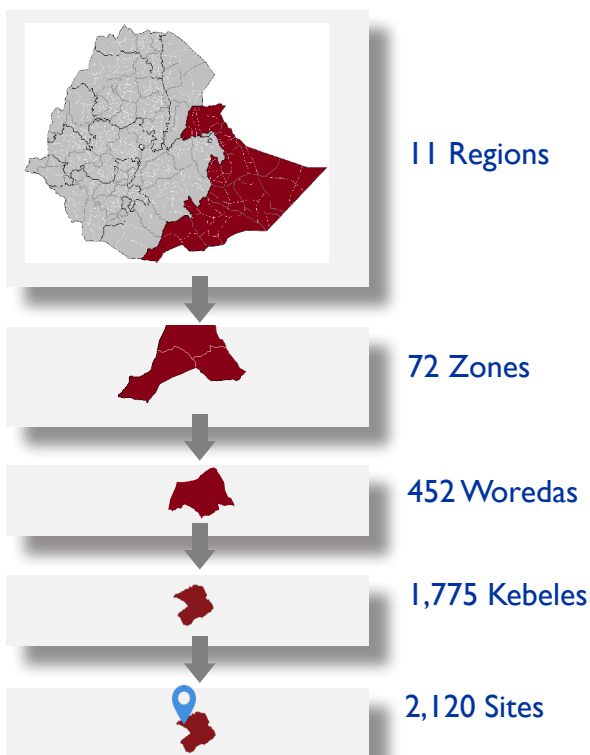 11 Regions
72 Zones
452 Woredas
1,775 Kebeles
2,120 Sites